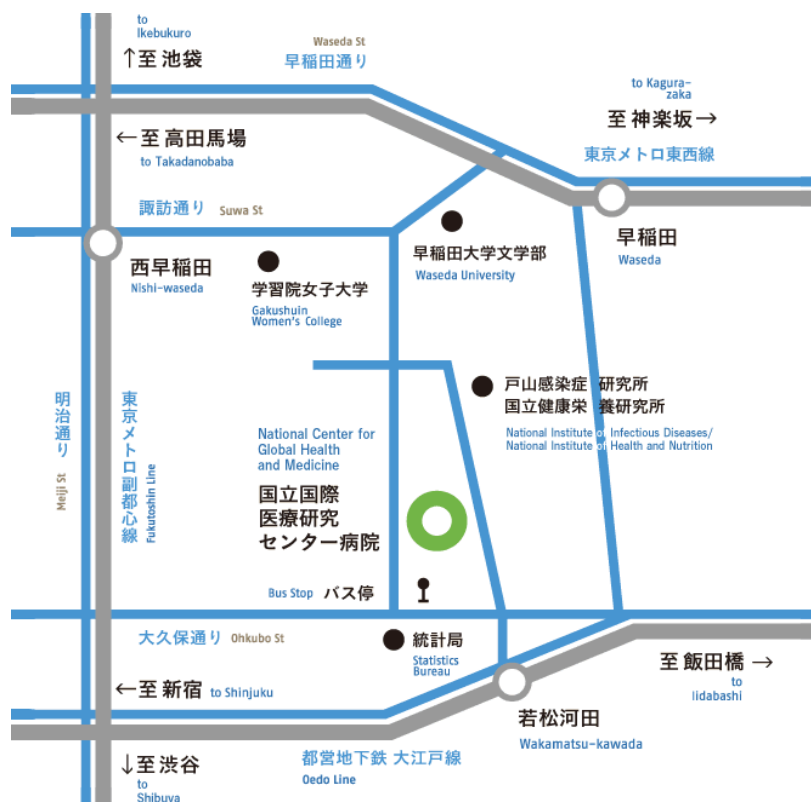 to
Ikebukuro
↑至 池袋
Waseda St
早稲田通り
to Kagura-
zaka
至 神楽坂→
←至 高田馬場
to Takadanobaba
東京メトロ東西線
諏訪通り Suwa St
早稲田
Waseda
早稲田大学文学部
Waseda University
西早稲田
Nishi-waseda
学習院女子大学
Gakushuin
Women's College
戸山感染症 研究所
国立健康栄 養研究所
National Institute of Infectious Diseases/
National Institute of Health and Nutrition
明治通り
Meiji St
東京メトロ副都心線
Fukutoshin Line
National Center for
Global Health
and Medicine
国立国際
医療研究
センター病院
Bus Stop バス停
大久保通り Ohkubo St
統計局
Statistics
Bureau
至 飯田橋 →
to
Iidabashi
←至 新宿 to Shinjuku
若松河田
Wakamatsu-kawada
都営地下鉄 大江戸線
Oedo Line
↓至 渋谷
to
Shibuya